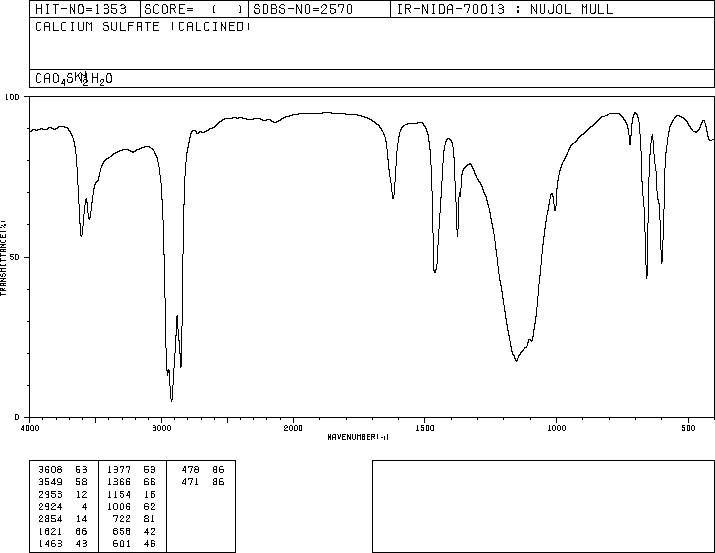 HIT-NO=1353 SCORE= ( ) SDBS-NO=2570 IR-NIDA-70013 : NUJOL MULL
CALCIUM SULFATE (CALCINED)
H2O
100
50
0
TRANSMITTANCE(%)
4000 3000 2000 1500 1000 500
WAVENUMBER(-1)
3608 53 1377 53 478 86
3549 58 1366 66 471 86
2953 12 1154 16
2924 4 1006 62
2854 14 722 81
1621 66 658 42
1463 43 601 46